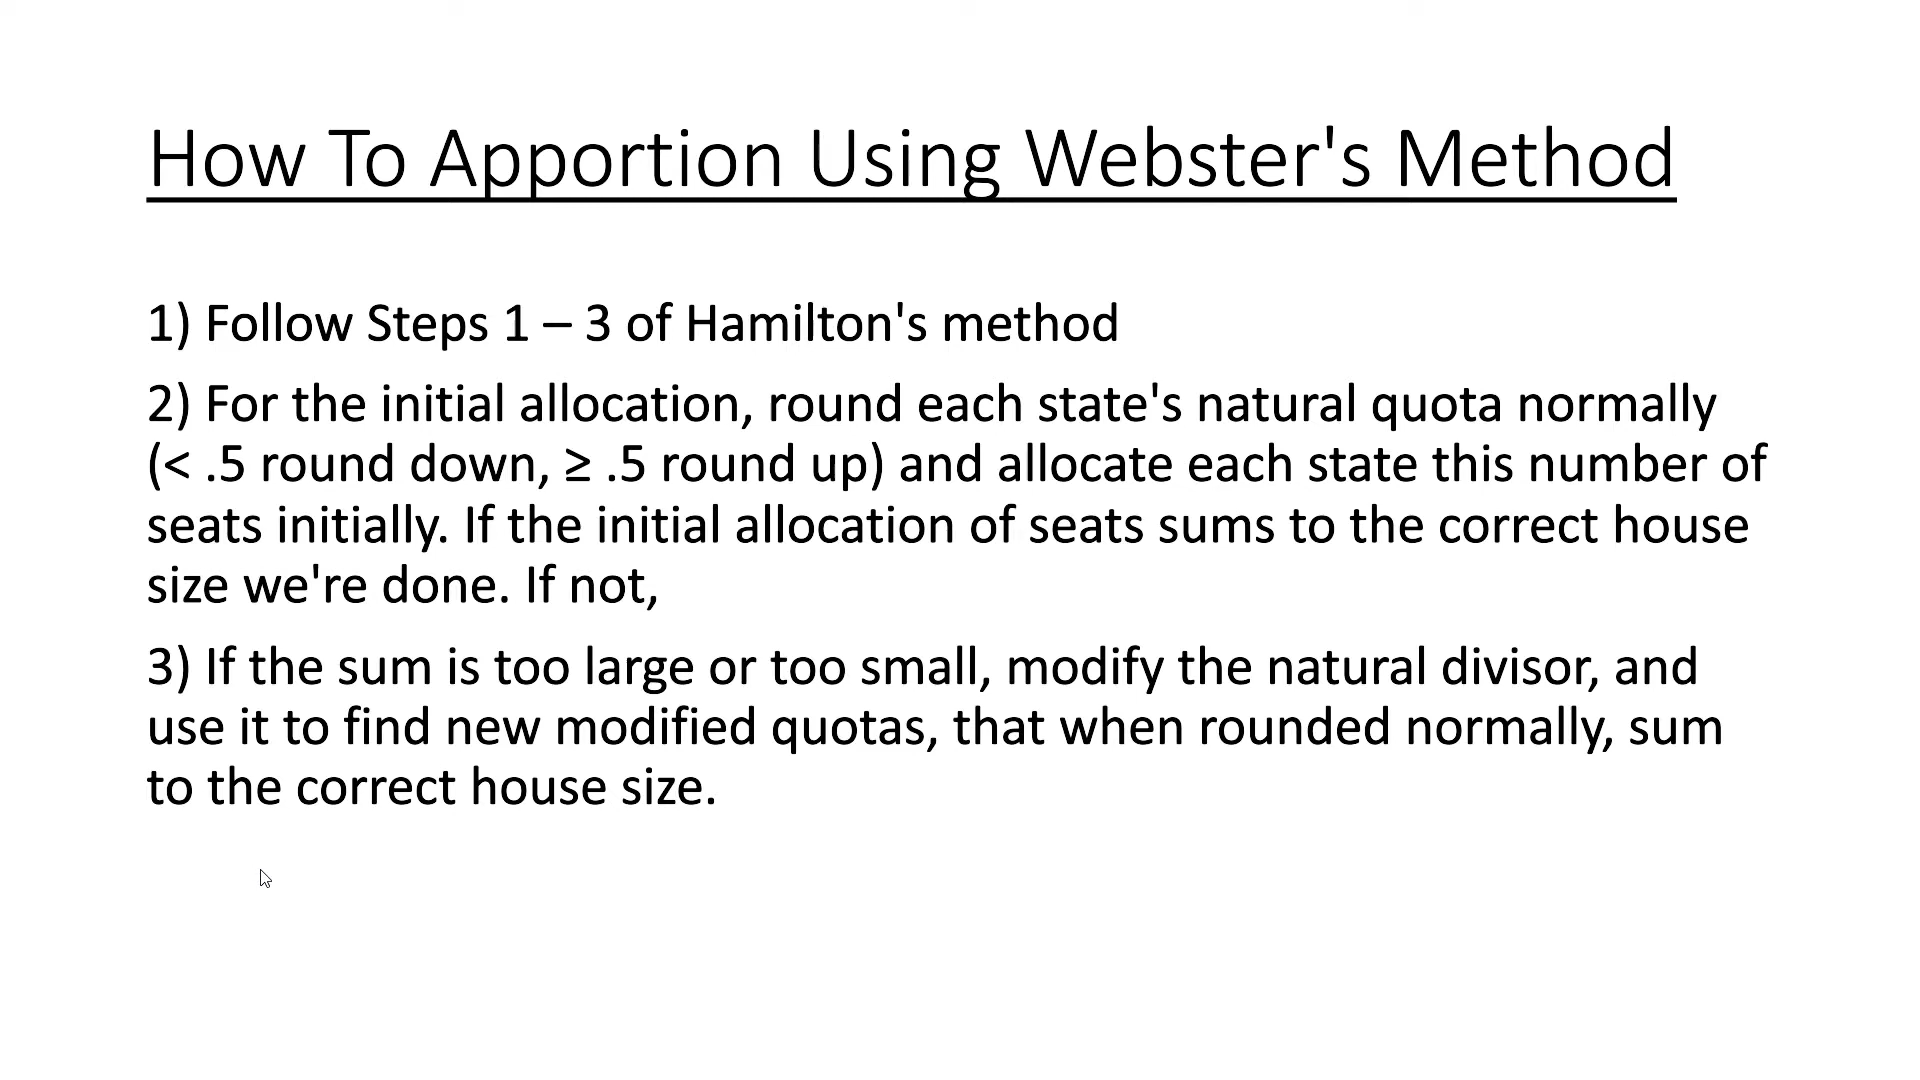 How To Apportion Using Webster's Method
1) Follow Steps 1 – 3 of Hamilton's method
2) For the initial allocation, round each state's natural quota normally
(< .5 round down, ≥ .5 round up) and allocate each state this number of
seats initially. If the initial allocation of seats sums to the correct house
size we're done. If not,
3) If the sum is too large or too small, modify the natural divisor, and
use it to find new modified quotas, that when rounded normally, sum
to the correct house size.